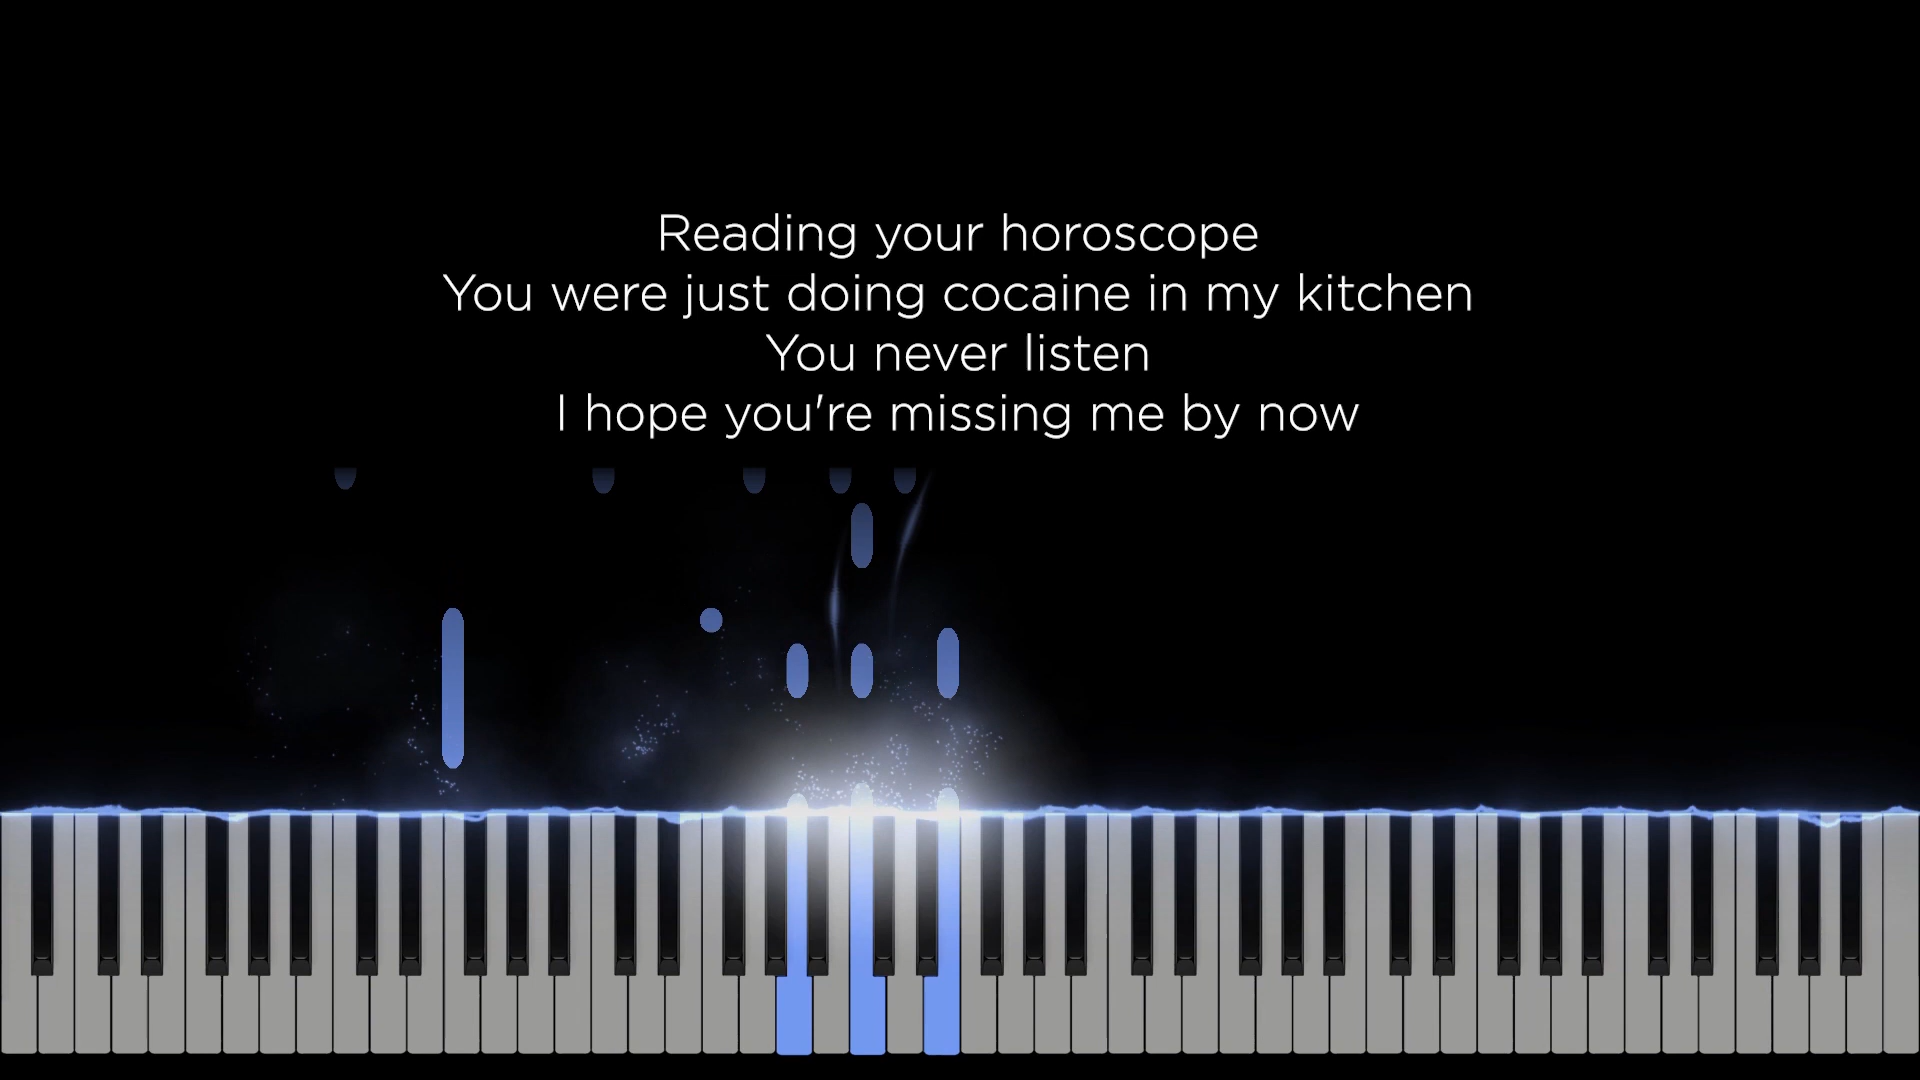 Reading your horoscope
You were just doing cocaine in my kitchen
You never listen
I hope you're missing me by now